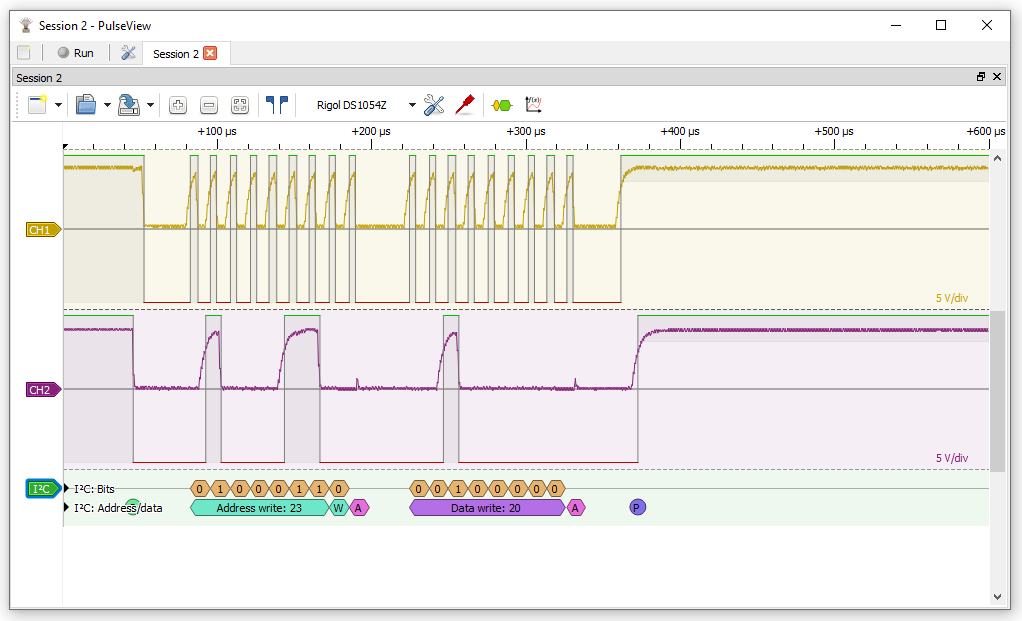 Session 2 - PulseView
Run
Session 2
Session 2
Rigol DS1054Z
f(x)
+100 µs +200 µs +300 µs +400 µs +500 µs +600 µs
CH1
5 V/div
CH2
5 V/div
I²C
I²C: Bits
0 1 0 0 0 1 1 0 0 0 1 0 0 0 0 0
I²C: Address/data
Address write: 23 W A Data write: 20 A P